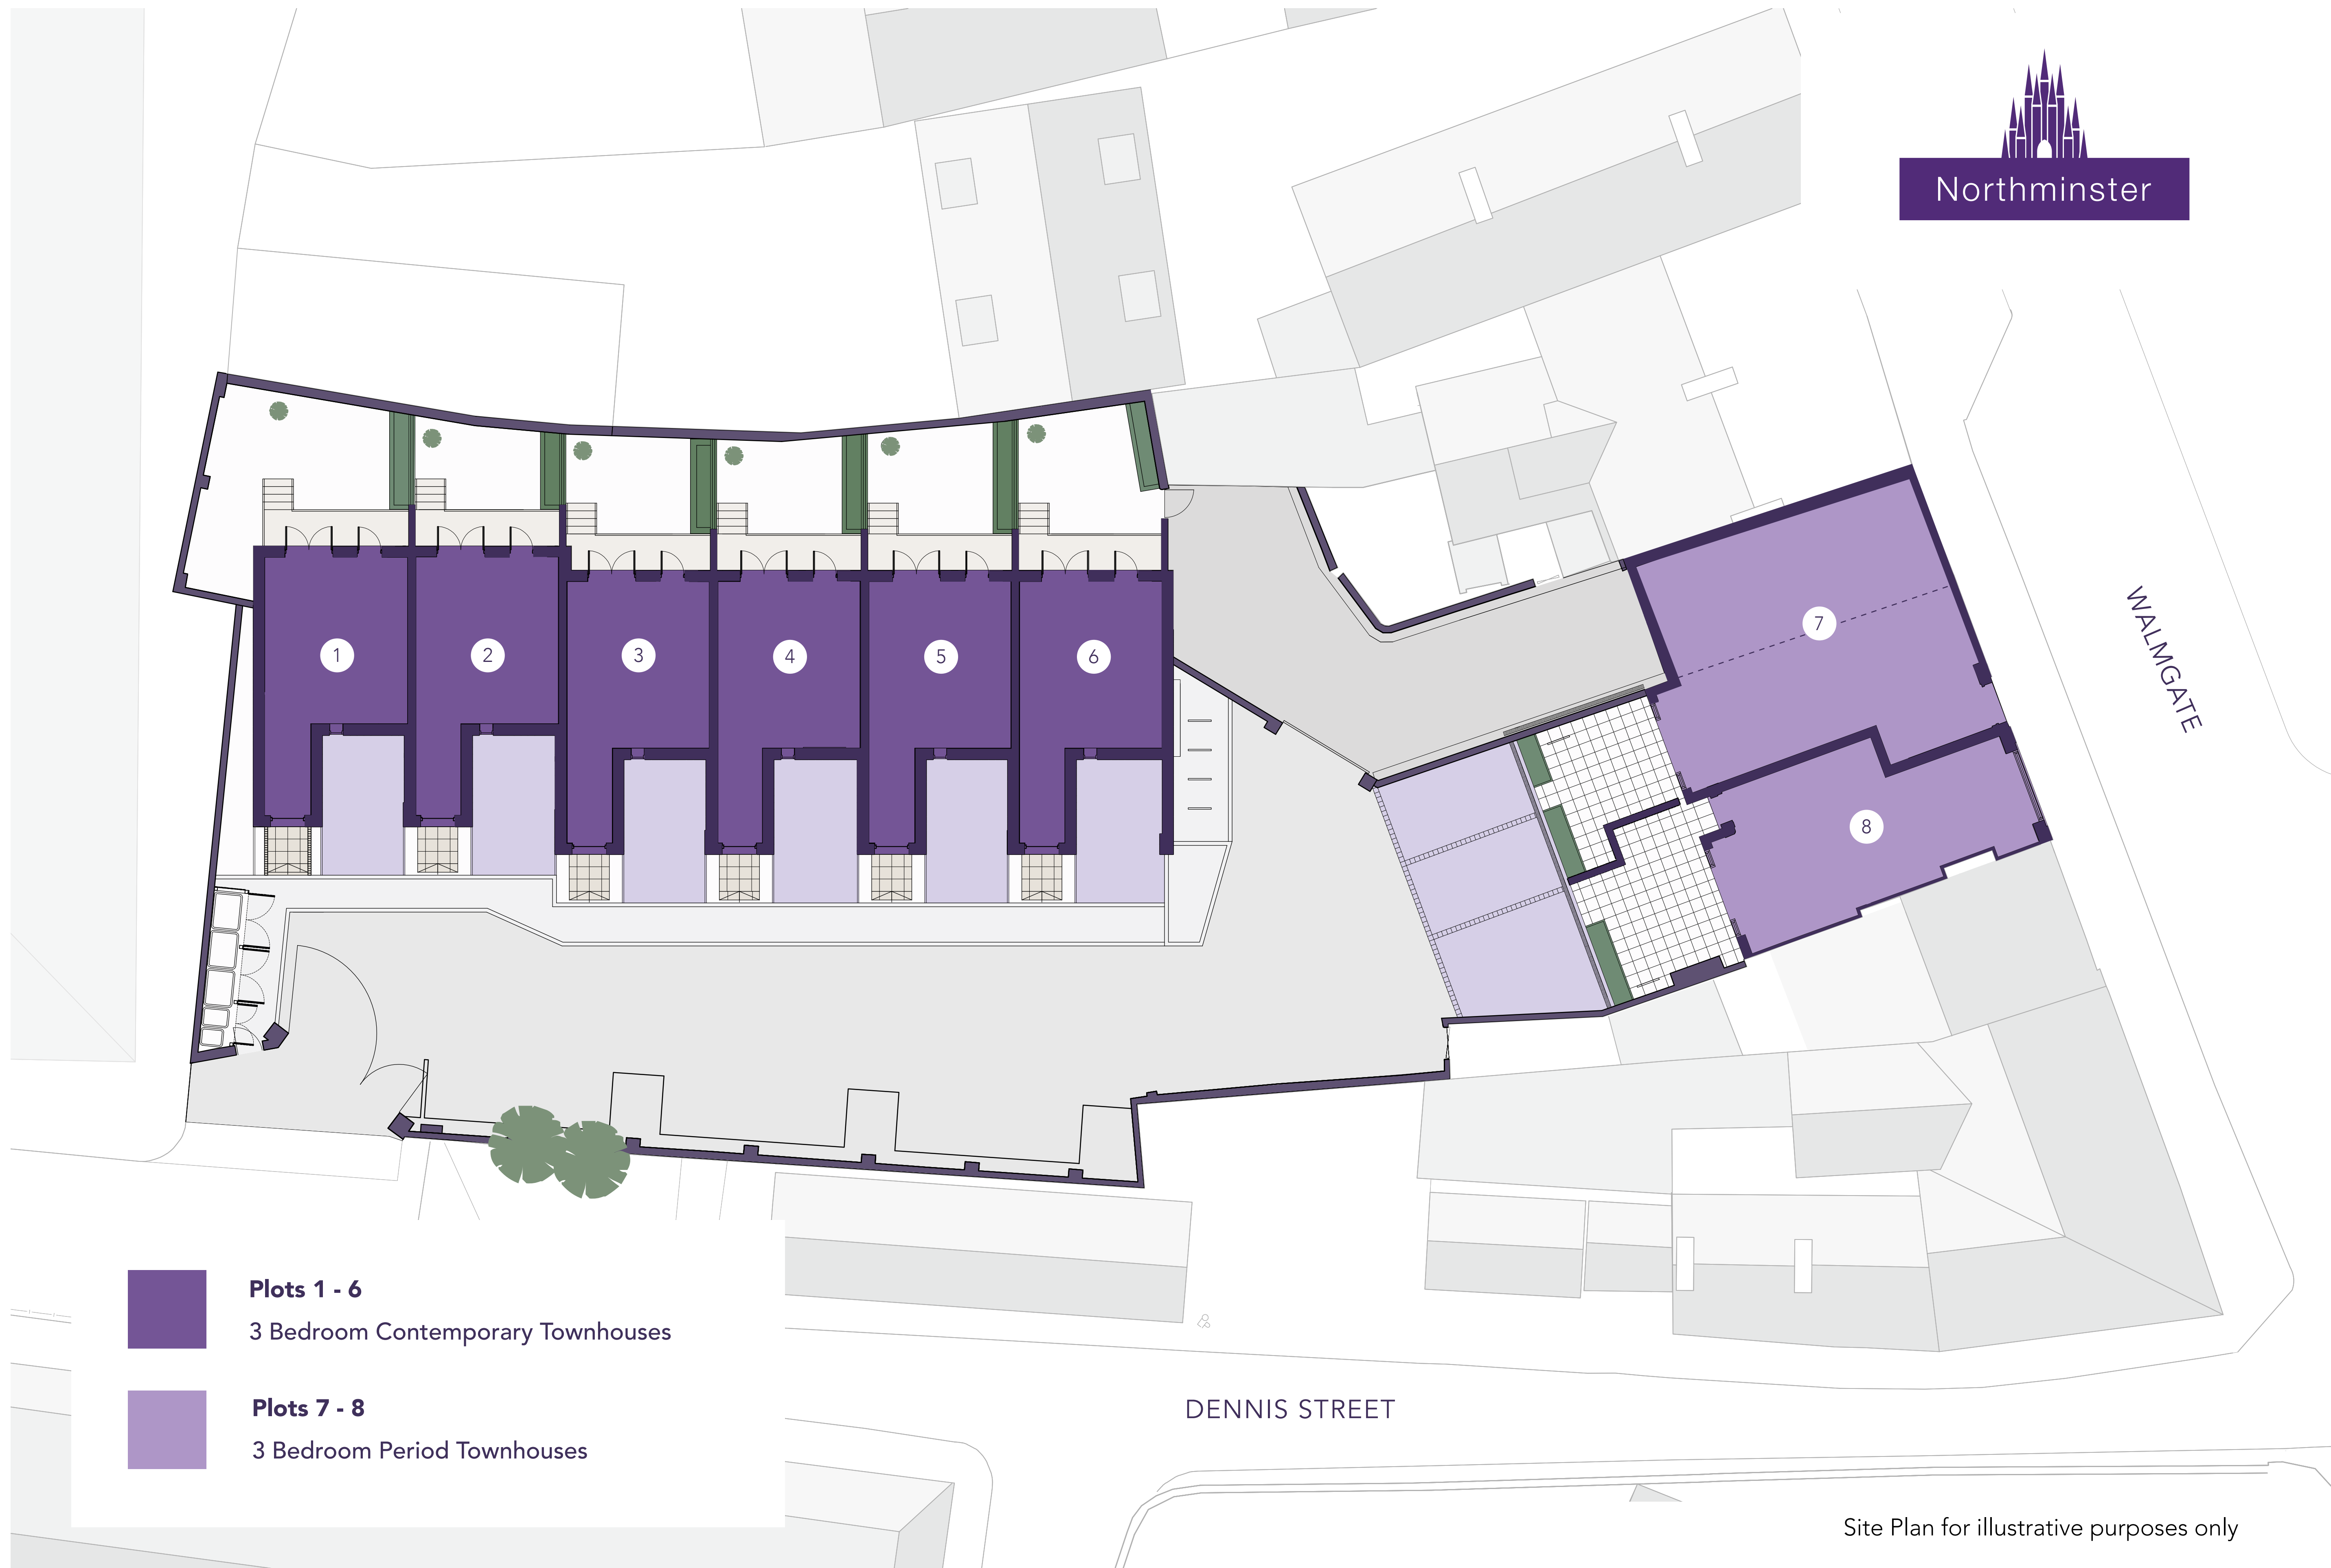 Northminster
1
2
3
4
5
6
7
8
WALMGATE
Plots 1 - 6
3 Bedroom Contemporary Townhouses
Plots 7 - 8
3 Bedroom Period Townhouses
DENNIS STREET
Site Plan for illustrative purposes only